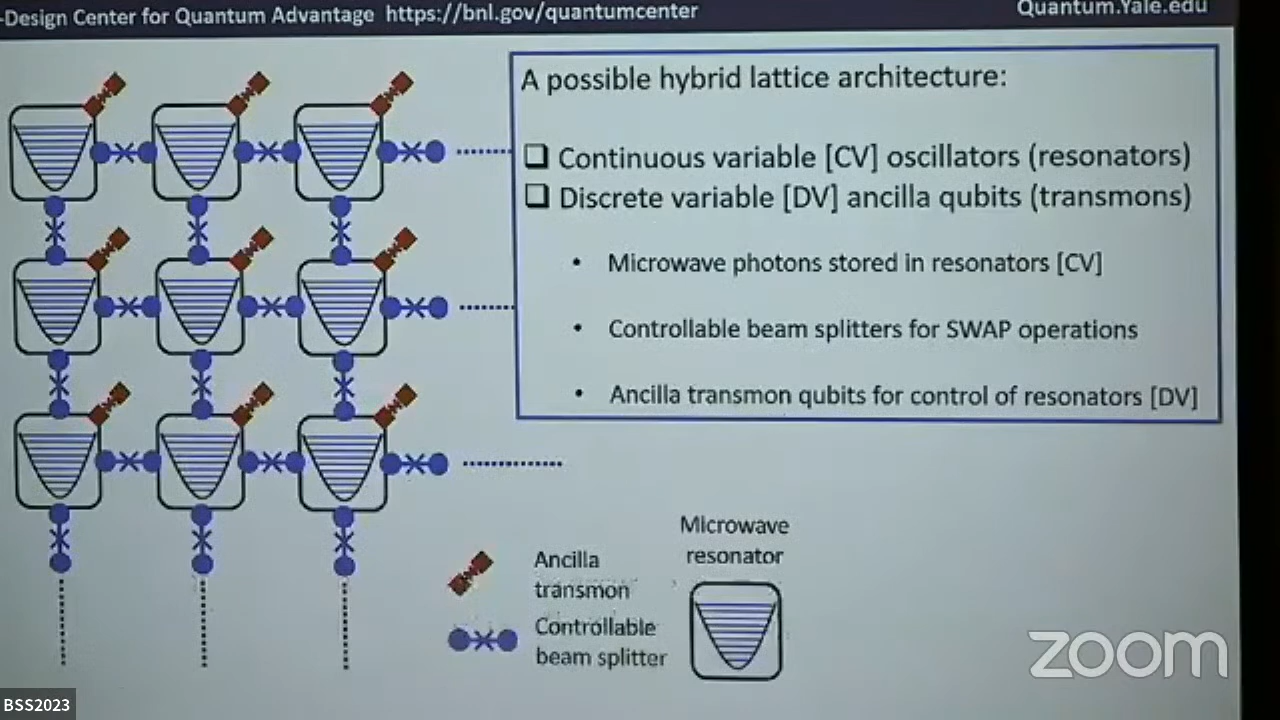 -Design Center for Quantum Advantage https://bnl.gov/quantumcenter
Quantum.Yale.edu
A possible hybrid lattice architecture:
Continuous variable [CV] oscillators (resonators)
Discrete variable [DV] ancilla qubits (transmons)
• Microwave photons stored in resonators [CV]
• Controllable beam splitters for SWAP operations
• Ancilla transmon qubits for control of resonators [DV]
Ancilla
transmon
Controllable
beam splitter
Microwave
resonator
zoom
BSS2023